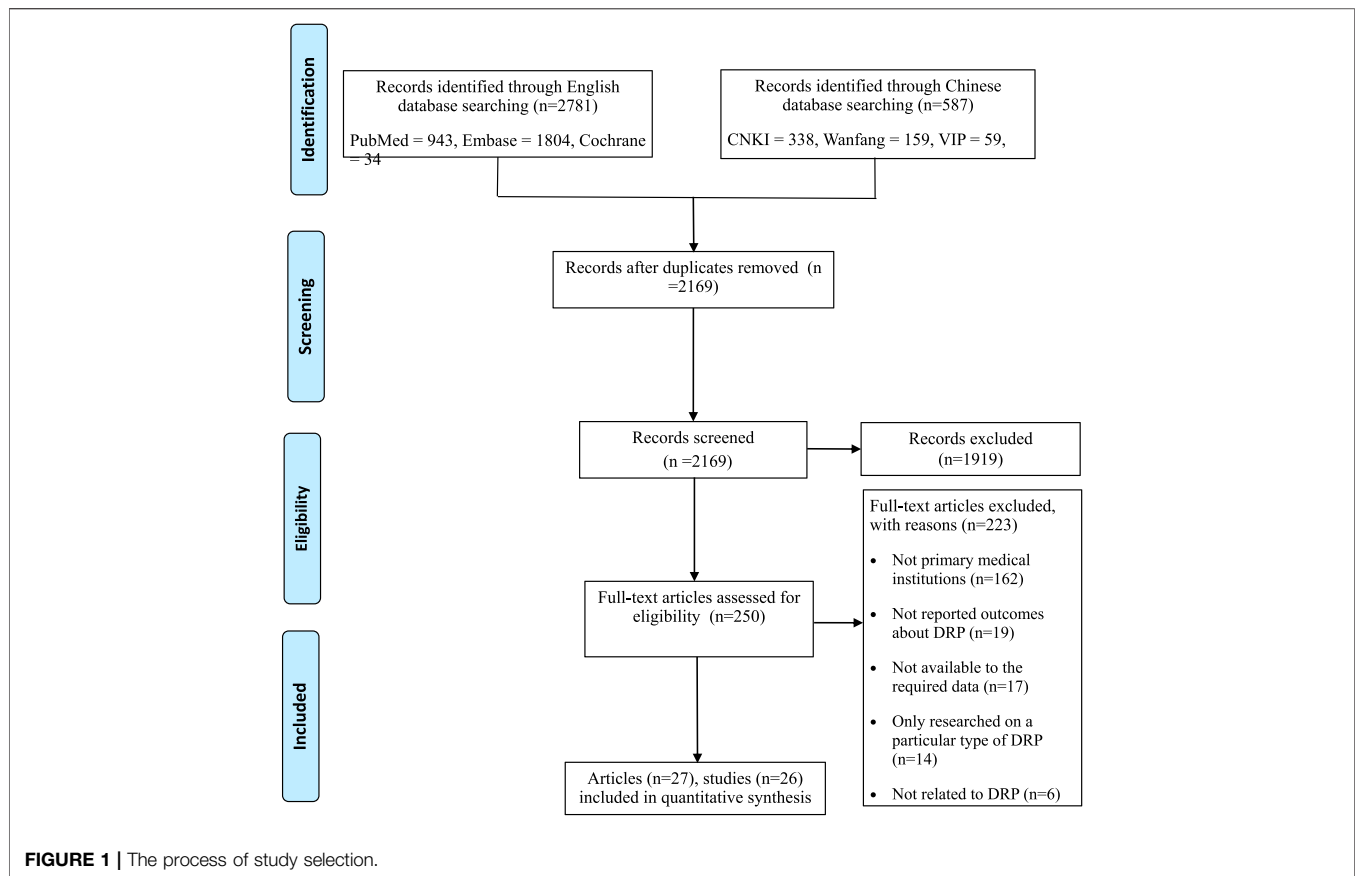 Identification
Records identified through English
database searching (n=2781)
PubMed = 943, Embase = 1804, Cochrane
= 34
Records identified through Chinese
database searching (n=587)
CNKI = 338, Wanfang = 159, VIP = 59,
Screening
Records after duplicates removed (n
=2169)
Eligibility
Records screened
(n =2169)
Records excluded
(n=1919)
Full-text articles assessed for
eligibility (n=250)
Full-text articles excluded,
with reasons (n=223)
• Not primary medical
institutions (n=162)
• Not reported outcomes
about DRP (n=19)
• Not available to the
required data (n=17)
• Only researched on a
particular type of DRP
(n=14)
• Not related to DRP (n=6)
Included
Articles (n=27), studies (n=26)
included in quantitative synthesis
FIGURE 1 | The process of study selection.